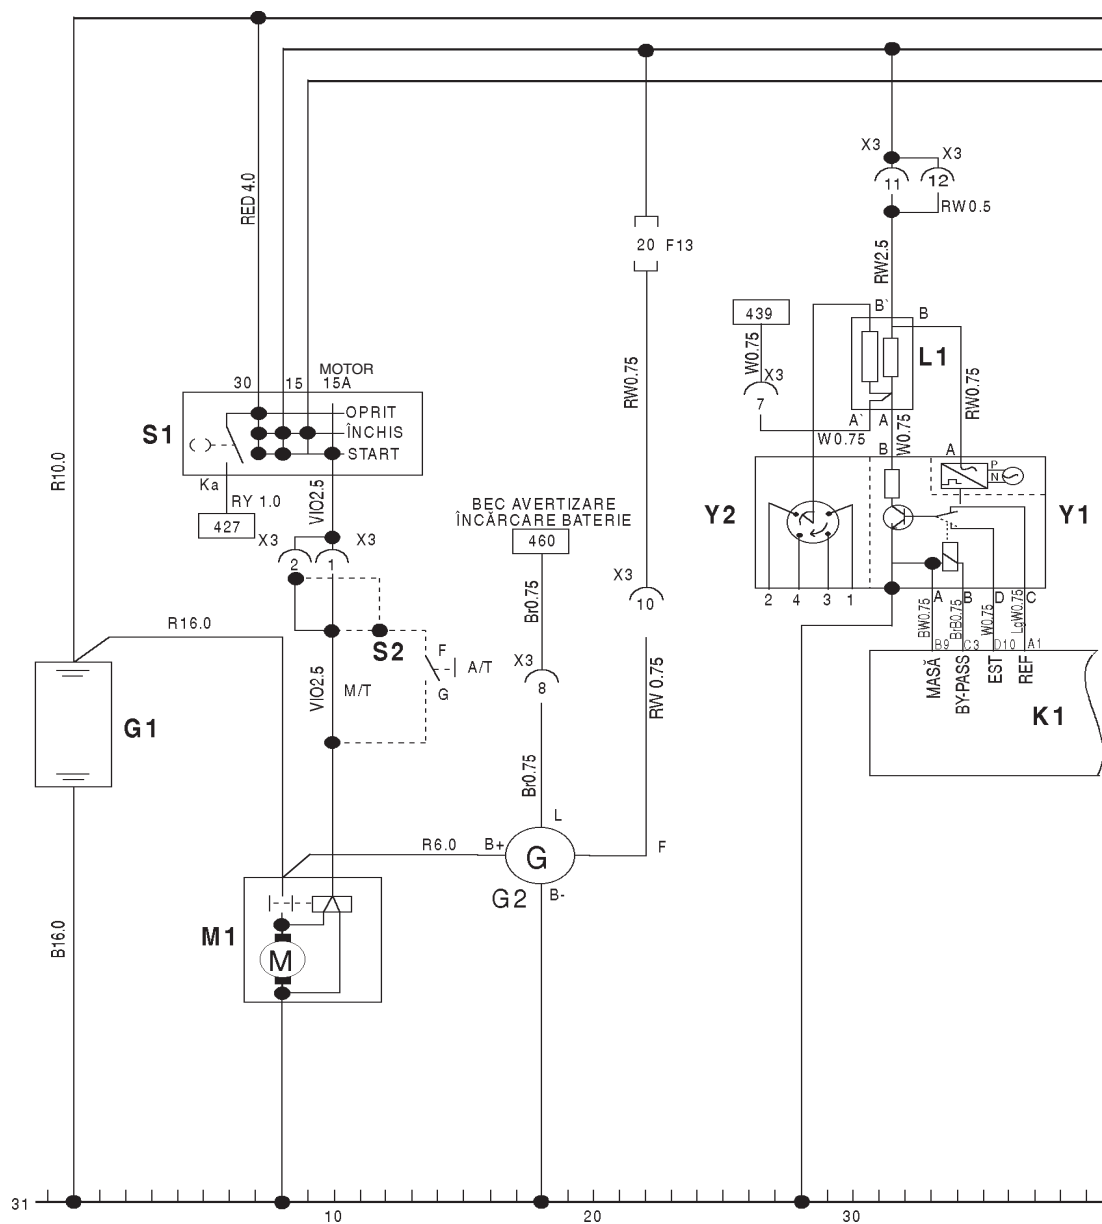 X3
X3
11
12
RW0.5
RED 4.0
20 F13
RW2.5
B`
B
439
L1
W0.75
X3
7
RW0.75
RW0.75
MOTOR
30
15
15A
OPRIT
S1
ÎNCHIS
START
A`
A
W0.75
W0.75
R10.0
Ka
RY 1.0
VIO2.5
427
B
A
P
N
BEC AVERTIZARE
ÎNCĂRCARE BATERIE
460
Y2
Y1
X3
X3
2
1
X3
10
Br0.75
2
4
3
1
A
B
D
C
BW0.75
BrB0.75
W0.75
LgW0.75
R16.0
S2
F
A/T
G
B9
C3
D10
A1
MASĂ
BY-PASS
EST
REF
X3
8
VIO2.5
M/T
RW 0.75
G1
K1
Br0.75
L
R6.0
B+
G
F
G2
B-
M1
M
B16.0
31
10
20
30